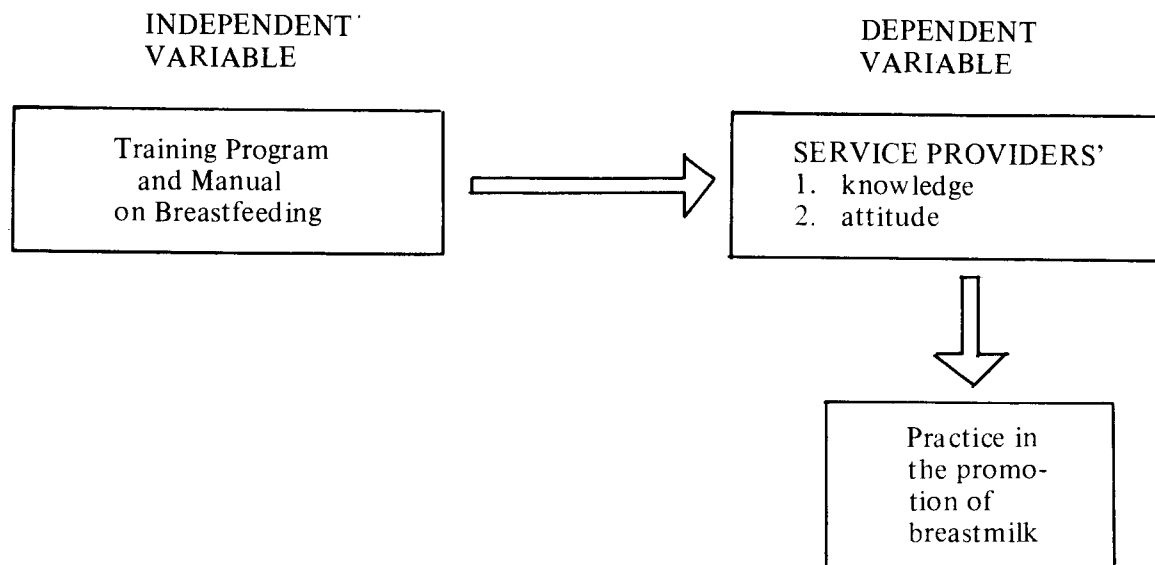 INDEPENDENT
VARIABLE
DEPENDENT
VARIABLE
Training Program
and Manual
on Breastfeeding
SERVICE PROVIDERS'
1. knowledge
2. attitude
Practice in
the promo-
tion of
breastmilk